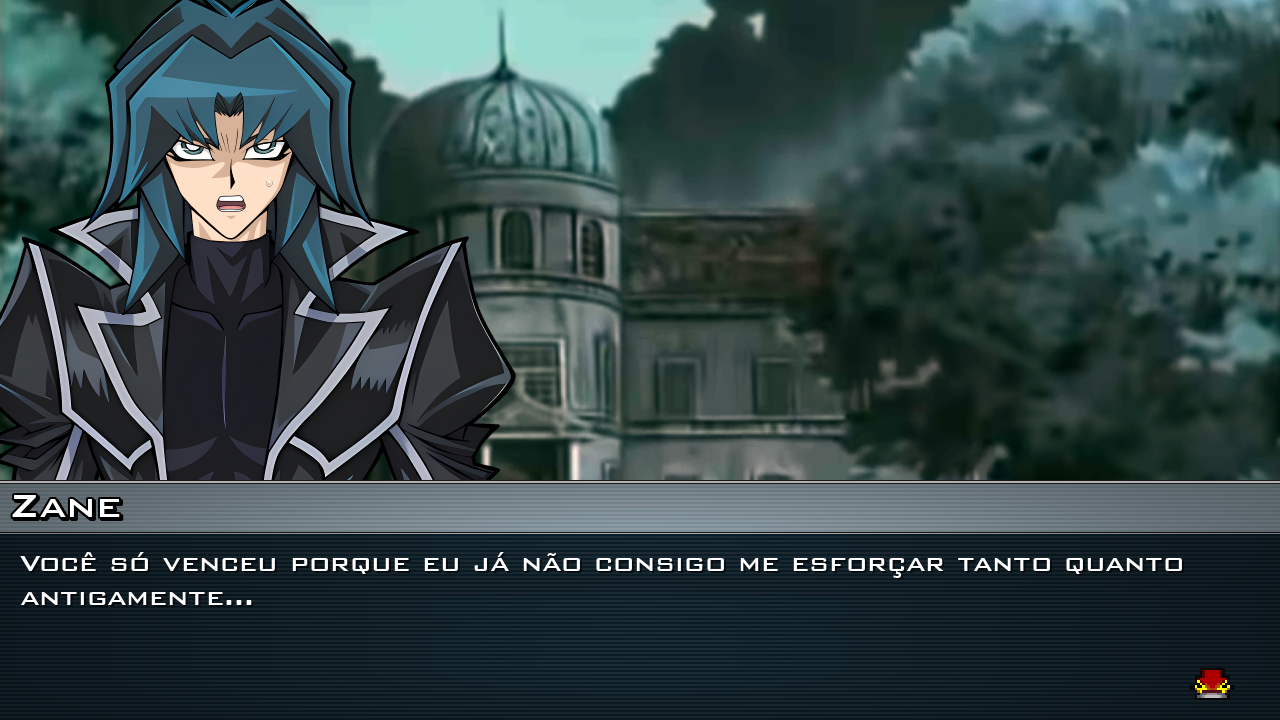 Zane
Você só venceu porque eu já não consigo me esforçar tanto quanto
antigamente...